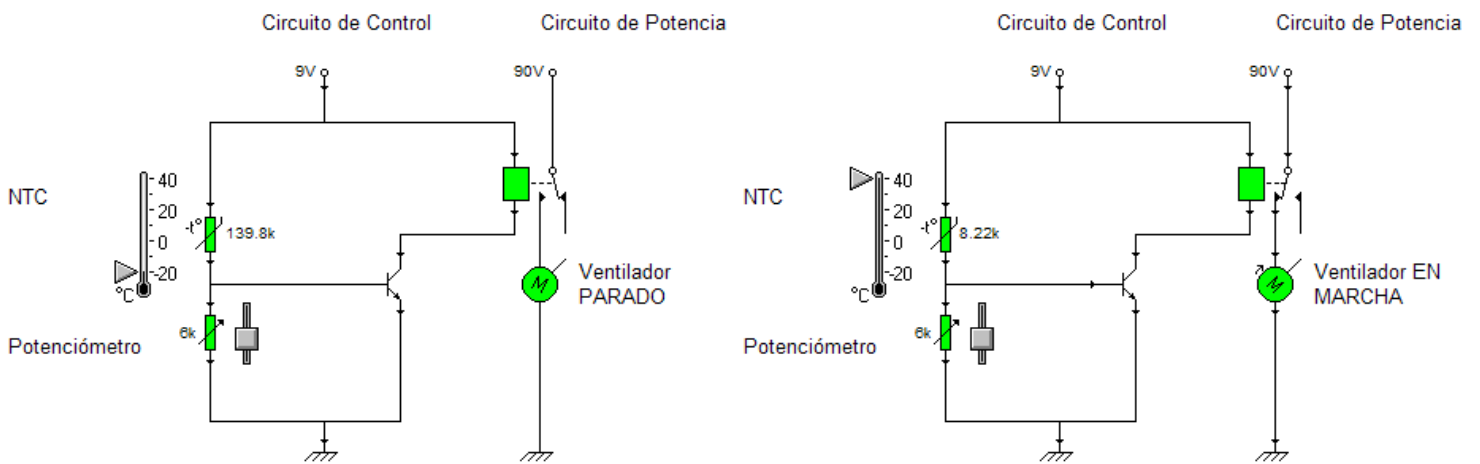 Circuito de Control
Circuito de Potencia
9V
90V
NTC
40
20
0
-20
°C
-t°
139.8k
Ventilador
PARADO
6k
Potenciómetro
M
Circuito de Control
Circuito de Potencia
9V
90V
NTC
40
20
0
-20
°C
-t°
8.22k
Ventilador EN
MARCHA
6k
Potenciómetro
M